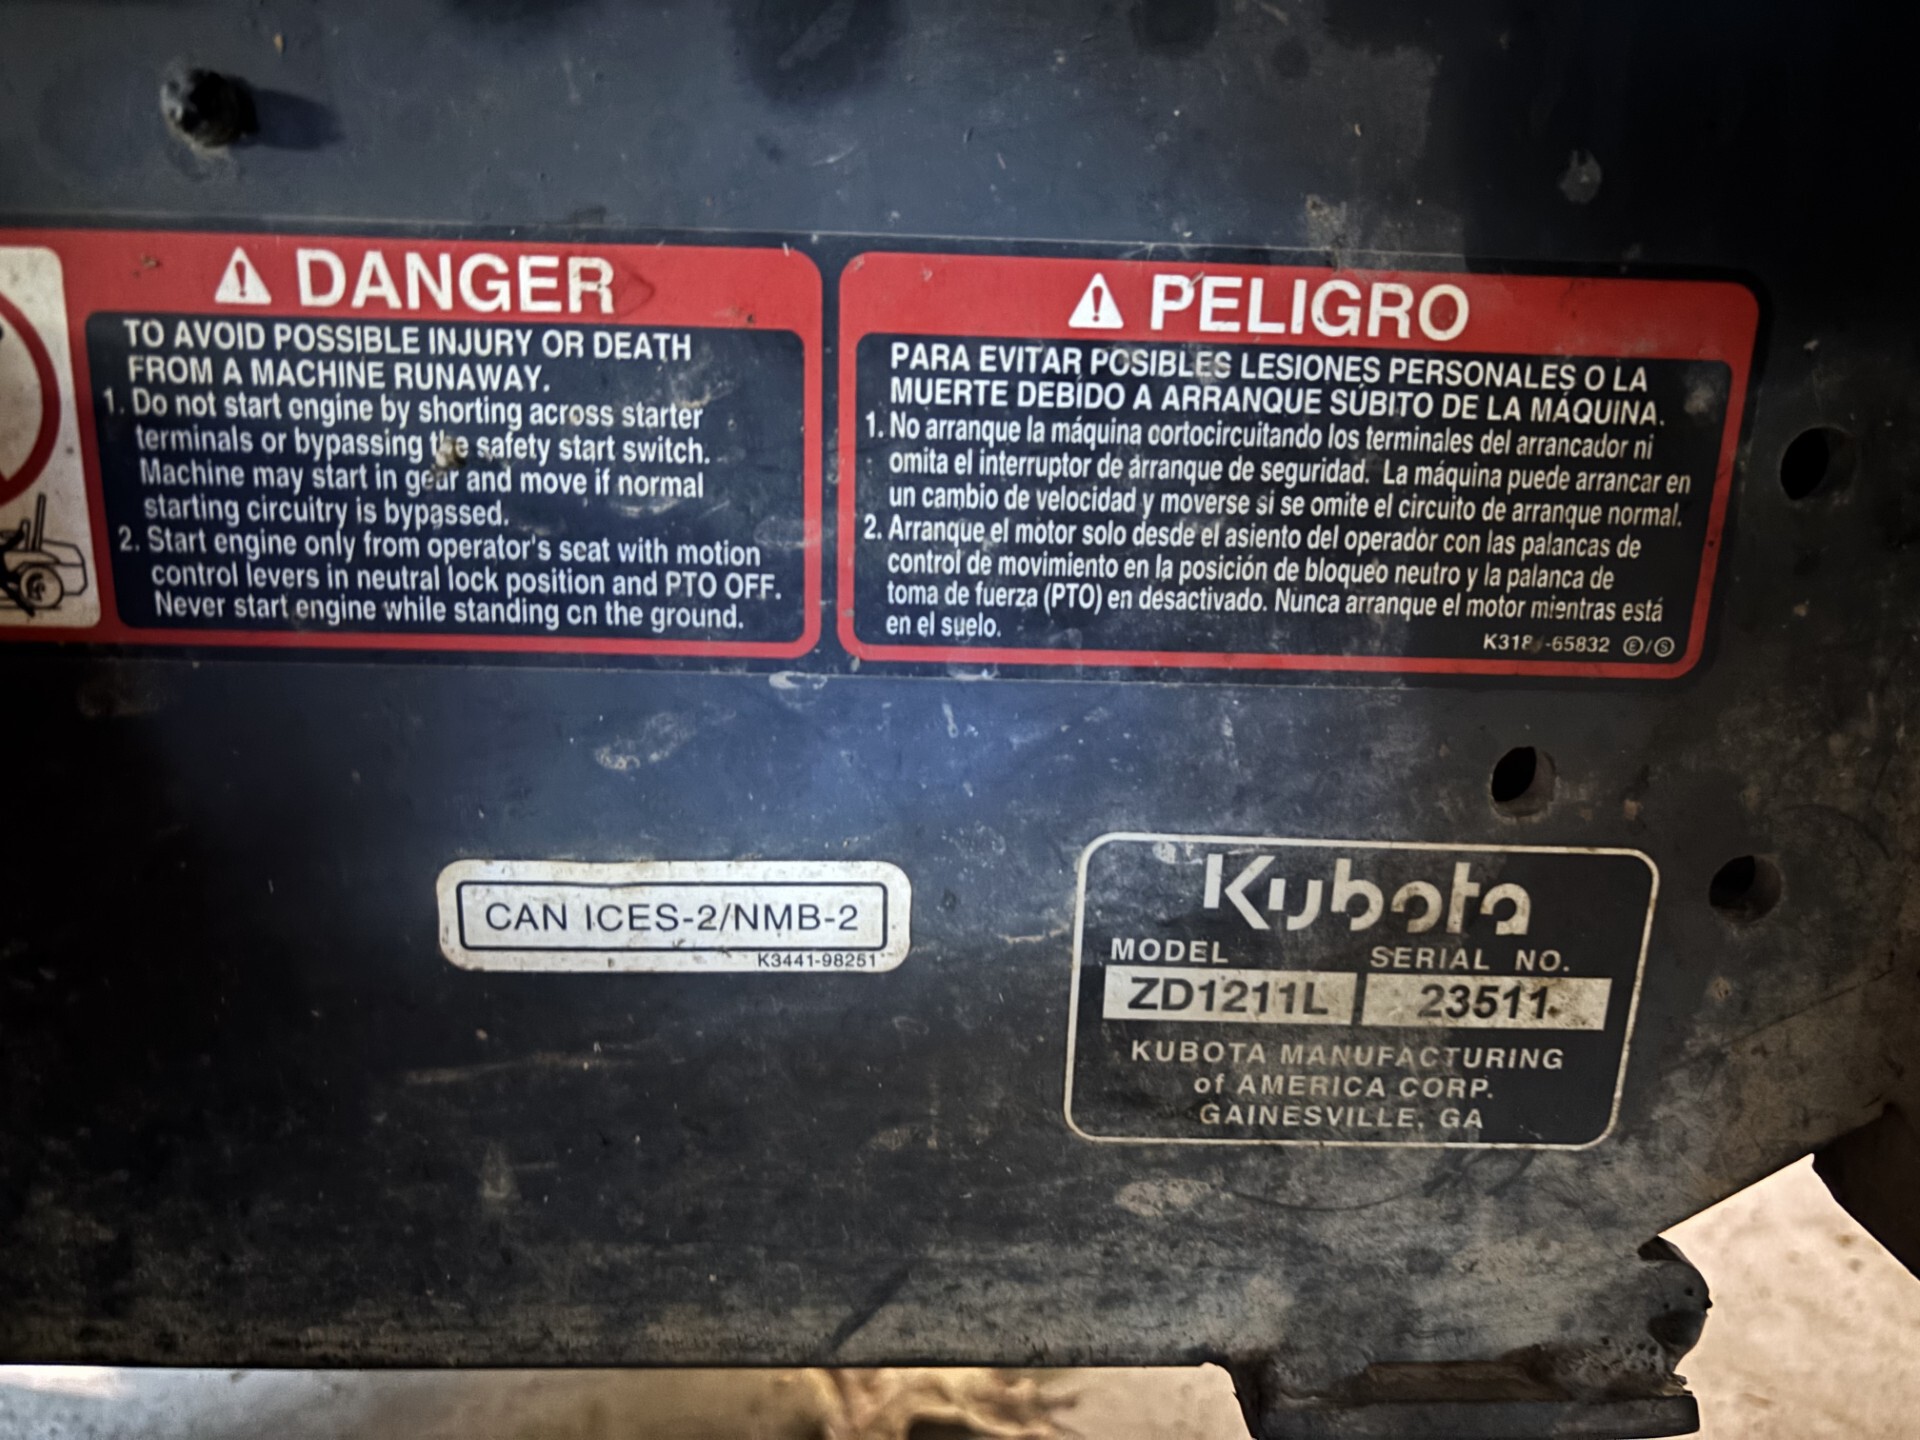 DANGER
TO AVOID POSSIBLE INJURY OR DEATH
FROM A MACHINE RUNAWAY.
1. Do not start engine by shorting across starter
terminals or bypassing the safety start switch.
Machine may start in gear and move if normal
starting circuitry is bypassed.
2. Start engine only from operator's seat with motion
control levers in neutral lock position and PTO OFF.
Never start engine while standing on the ground.
PELIGRO
PARA EVITAR POSIBLES LESIONES PERSONALES O LA
MUERTE DEBIDO A ARRANQUE SÚBITO DE LA MÁQUINA.
1. No arranque la máquina cortocircuitando los terminales del arrancador ni
omita el interruptor de arranque de seguridad. La máquina puede arrancar en
un cambio de velocidad y moverse si se omite el circuito de arranque normal.
2. Arranque el motor solo desde el asiento del operador con las palancas de
control de movimiento en la posición de bloqueo neutro y la palanca de
toma de fuerza (PTO) en desactivado. Nunca arranque el motor mientras está
en el suelo.
Ⓔ/Ⓢ
CAN ICES-2/NMB-2
K3441-98251
Kubota
MODEL SERIAL NO.
ZD1211L 23511
KUBOTA MANUFACTURING
of AMERICA CORP.
GAINESVILLE, GA